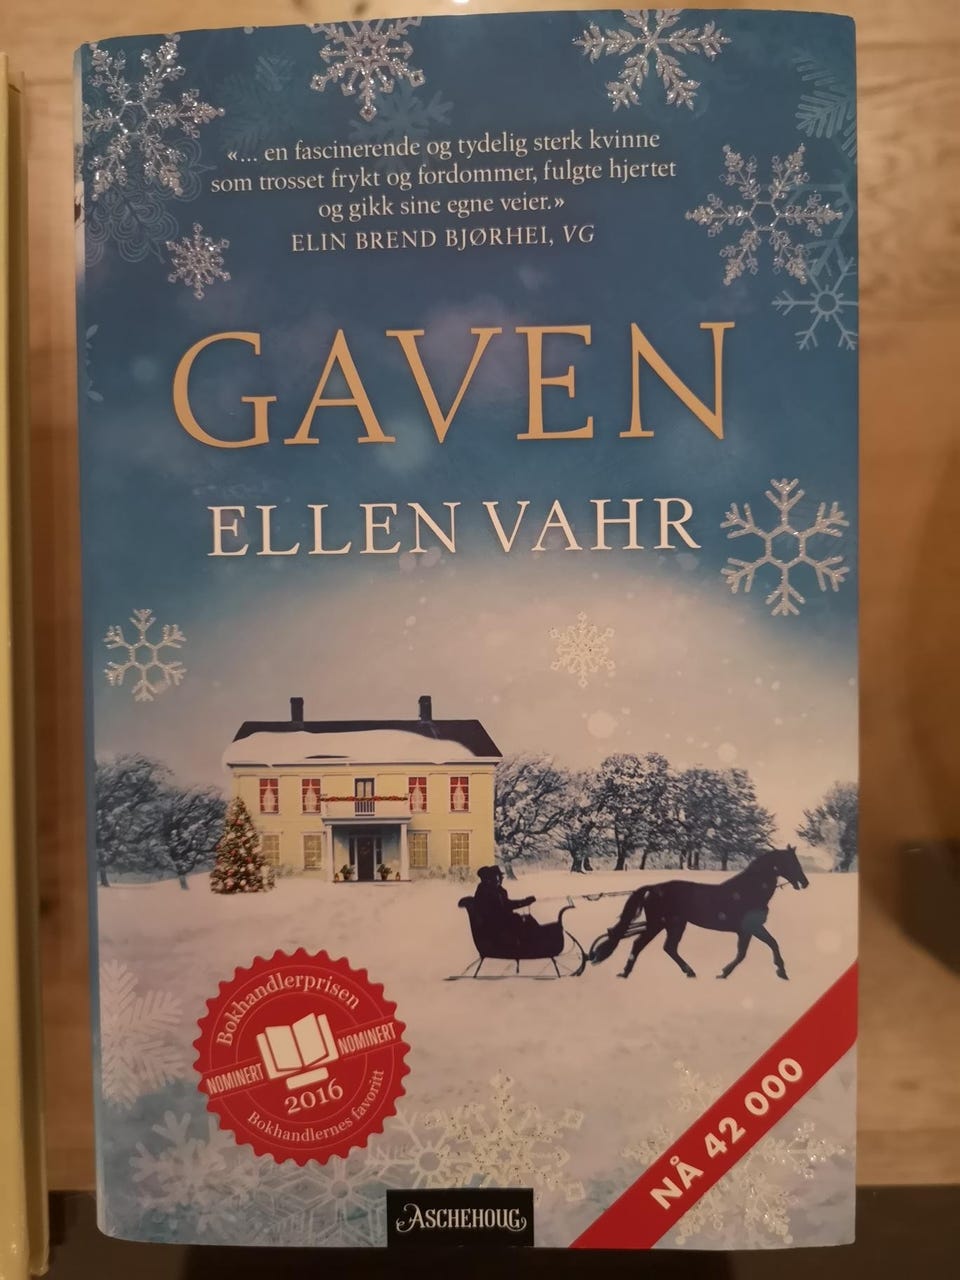 «... en fascinerende og tydelig sterk kvinne
som trosset frykt og fordommer, fulgte hjertet
og gikk sine egne veier.»
ELIN BREND BJØRHEI, VG
GAVEN
ELLEN VAHR
Bokhandlerprisen
NOMINERT NOMINERT
2016
Bokhandlernes favoritt
NÅ 42 000
ASCHEHOUG